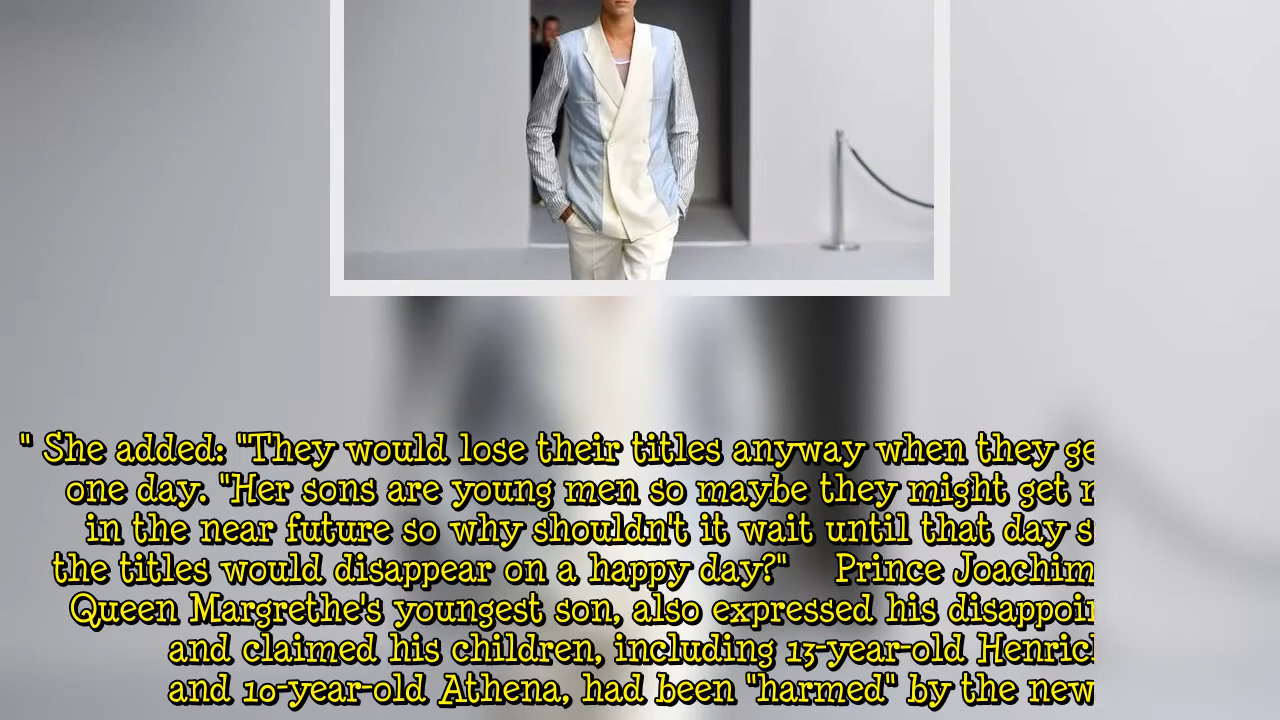 " She added: "They would lose their titles anyway when they
one day. "Her sons are young men so maybe they might get
in the near future so why shouldn't it wait until that day
the titles would disappear on a happy day?" Prince Joachim
Queen Margrethe's youngest son, also expressed his
and claimed his children, including 13-year-old
and 10-year-old Athena, had been "harmed" by the new